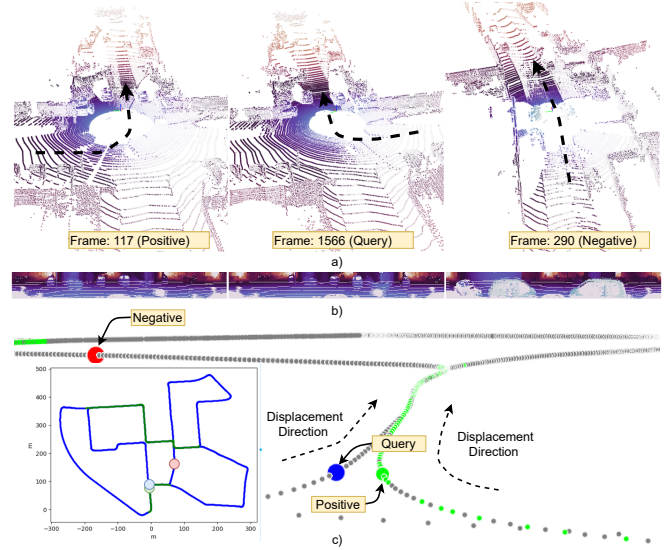 Frame: 117 (Positive)
Frame: 1566 (Query)
Frame: 290 (Negative)
a)
b)
Negative
500
400
300
200
100
0
m
−300
−200
−100
0
100
200
300
m
Displacement
Direction
Query
Displacement
Direction
Positive
c)